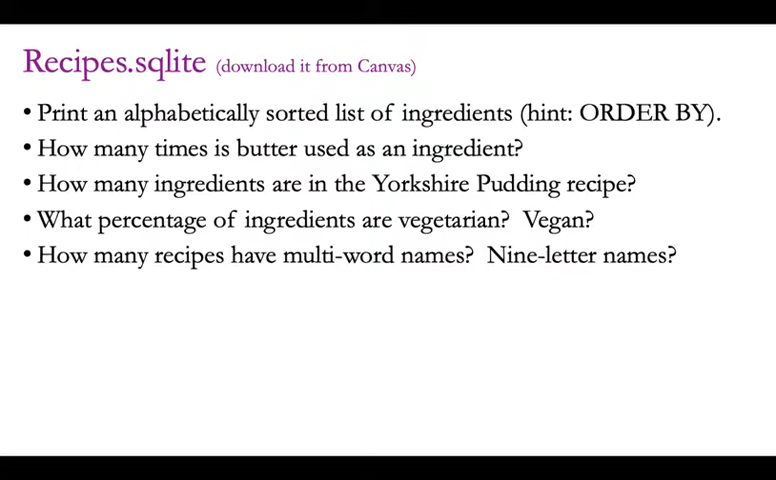 Recipes.sqlite (download it from Canvas)
• Print an alphabetically sorted list of ingredients (hint: ORDER BY).
• How many times is butter used as an ingredient?
• How many ingredients are in the Yorkshire Pudding recipe?
• What percentage of ingredients are vegetarian?  Vegan?
• How many recipes have multi-word names?  Nine-letter names?